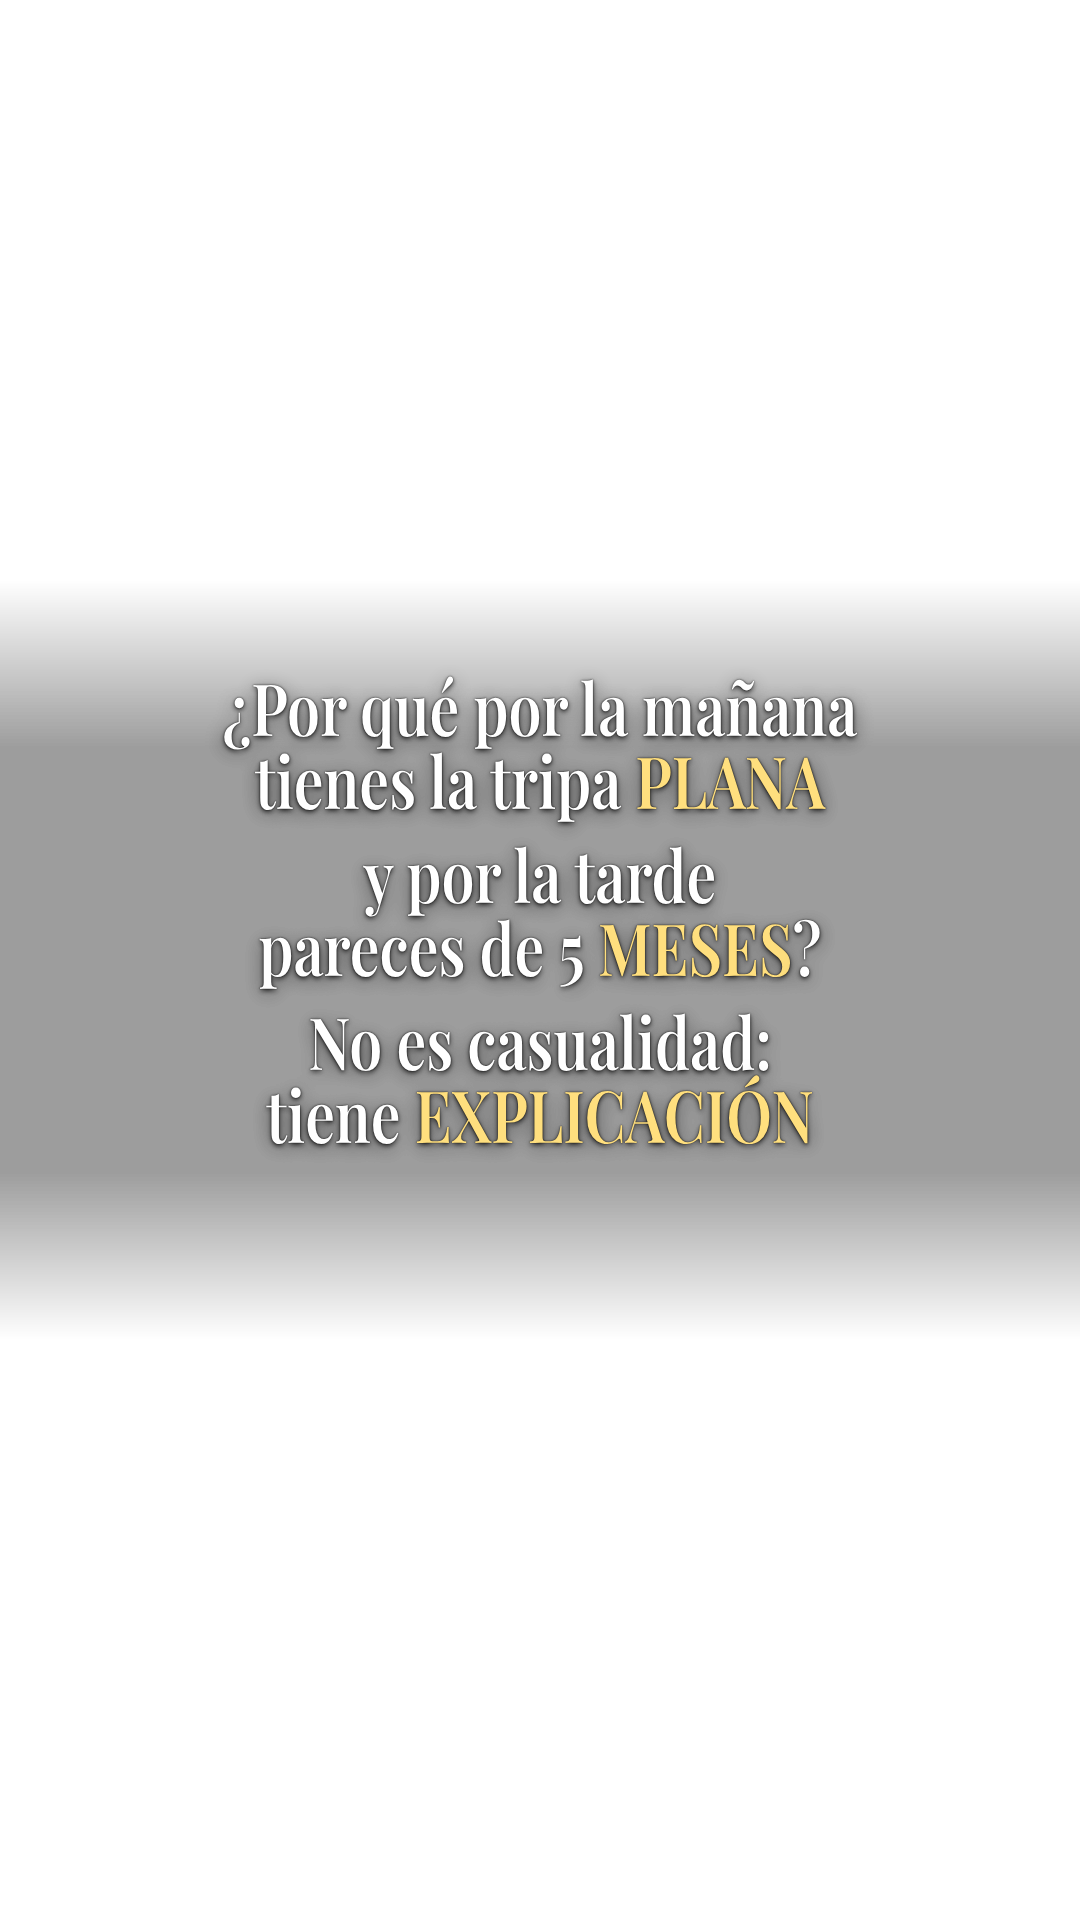 ¿Por qué por la mañana
tienes la tripa PLANA
y por la tarde
pareces de 5 MESES?
No es casualidad:
tiene EXPLICACIÓN